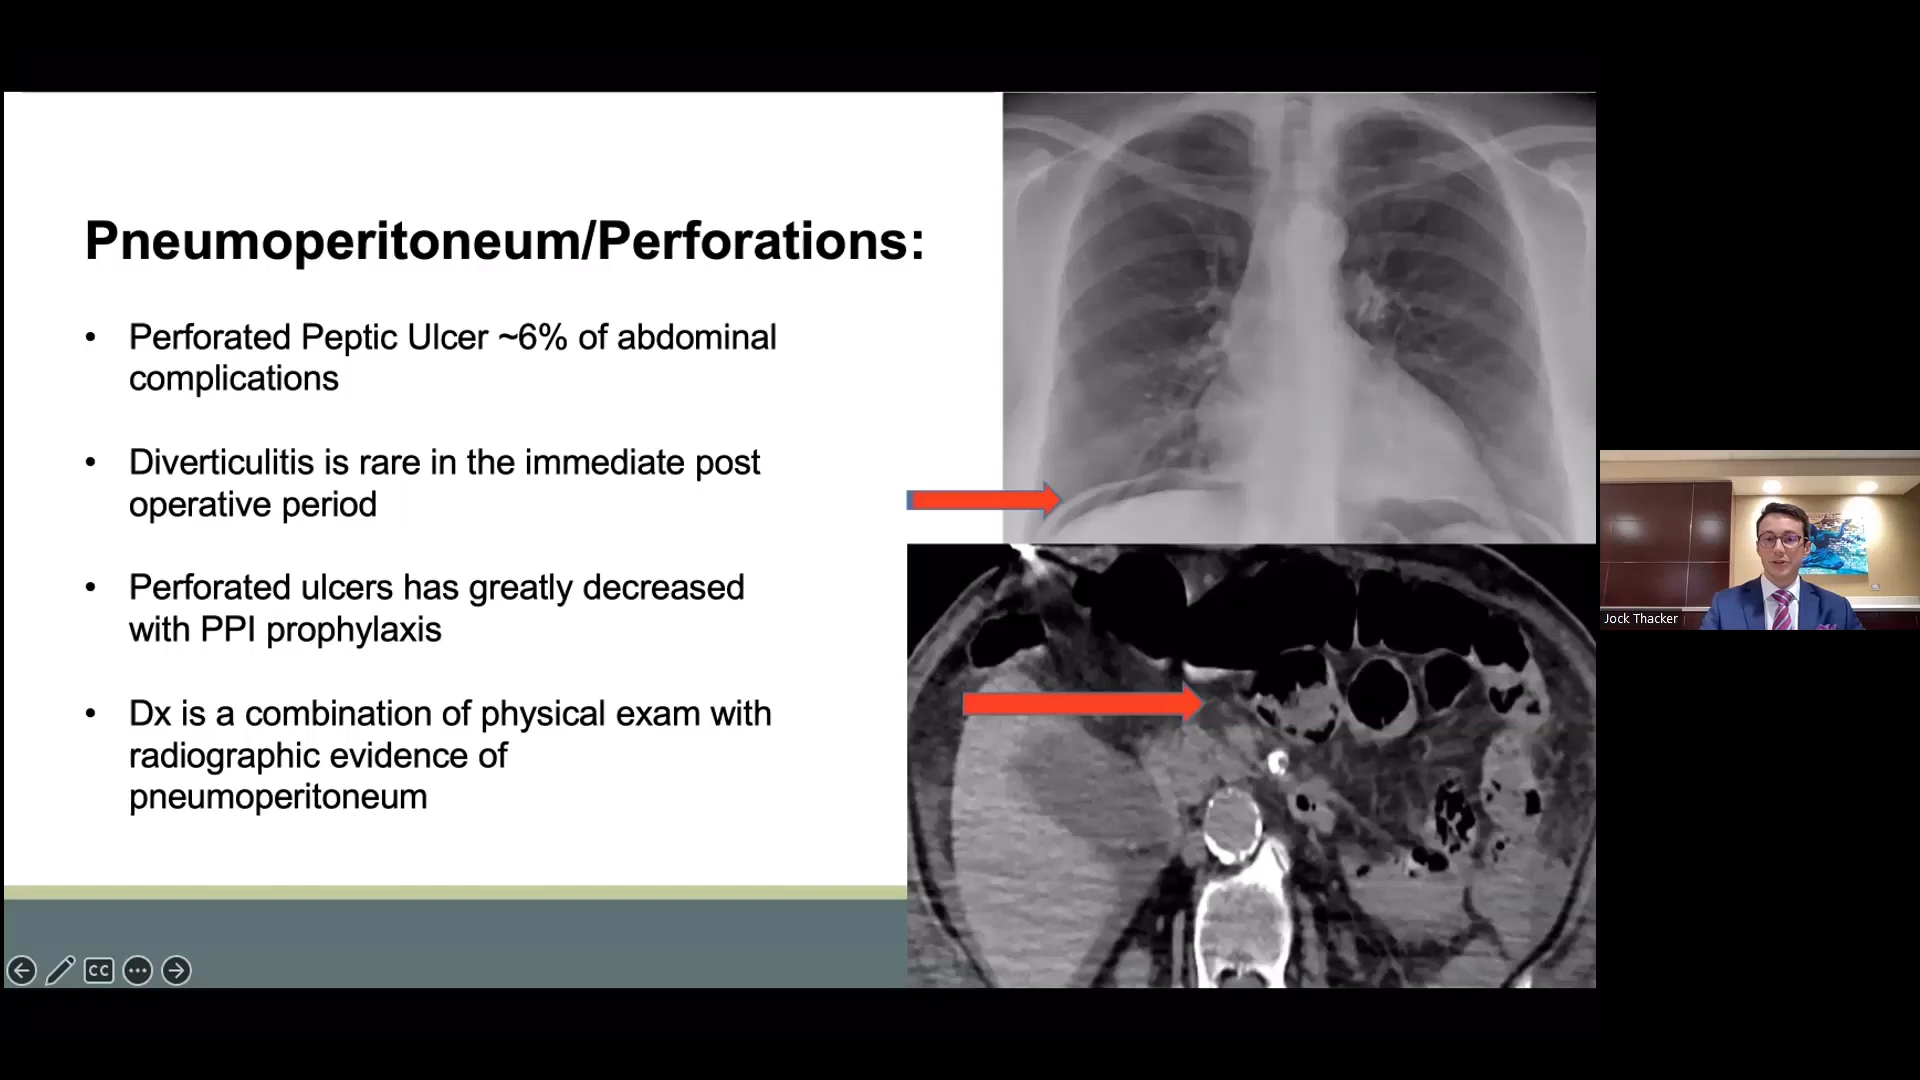 Pneumoperitoneum/Perforations:
• Perforated Peptic Ulcer ~6% of abdominal
complications
• Diverticulitis is rare in the immediate post
operative period
• Perforated ulcers has greatly decreased
with PPI prophylaxis
• Dx is a combination of physical exam with
radiographic evidence of
pneumoperitoneum
CC
Jock Thacker